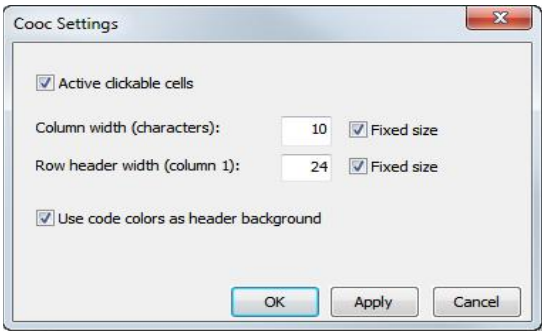 Cooc Settings
Active clickable cells
Column width (characters): 10 Fixed size
Row header width (column 1): 24 Fixed size
Use code colors as header background
OK Apply Cancel